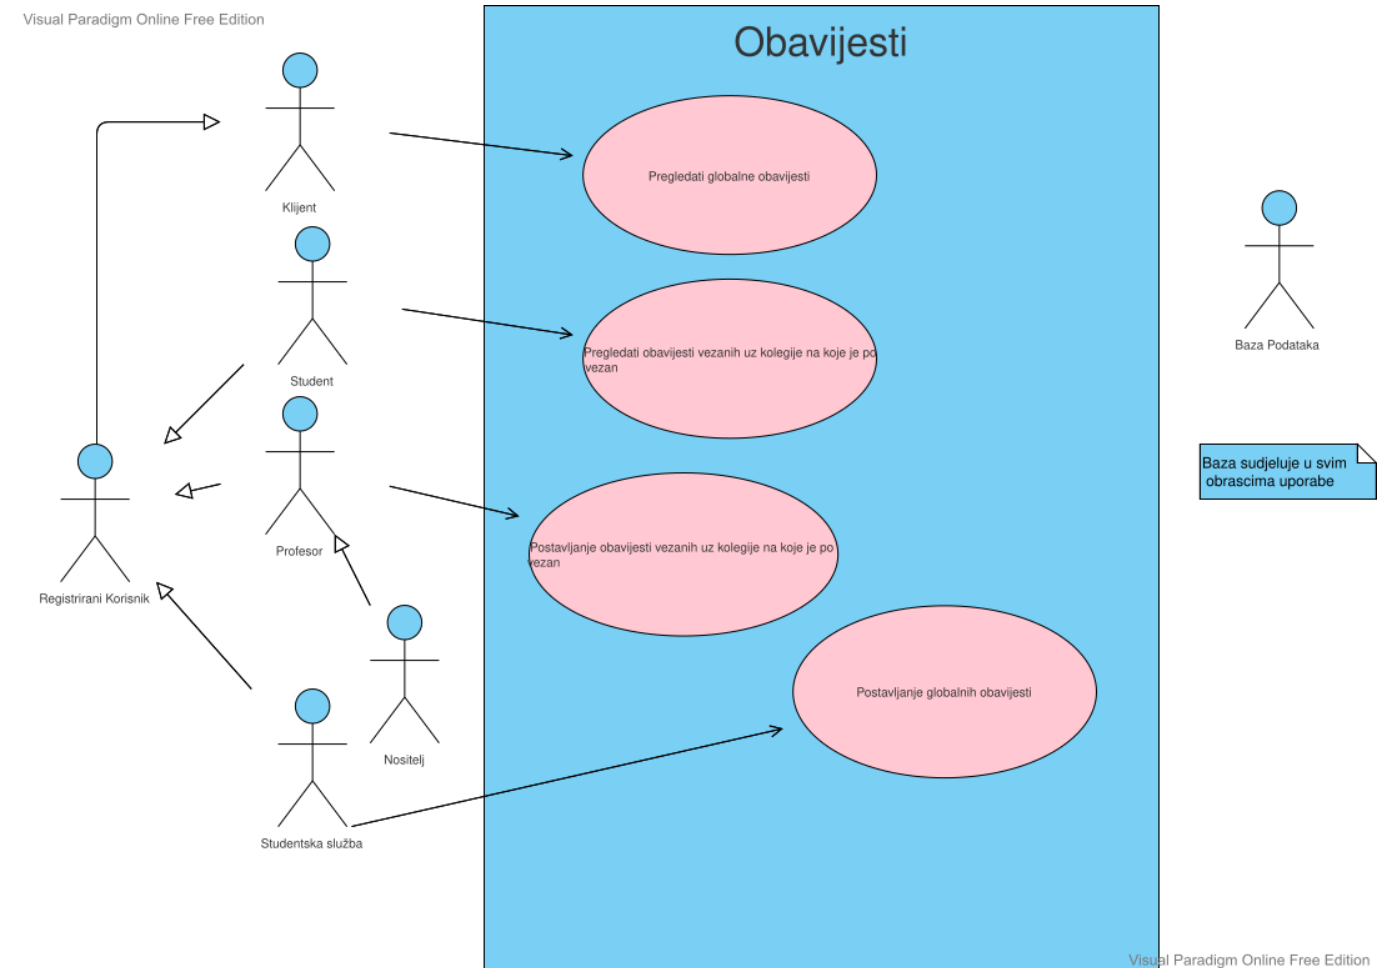 Visual Paradigm Online Free Edition
Obavijesti
Pregledati globalne obavijesti
Klijent
Student
Pregledati obavijesti vezanih uz kolegije na koje je po
vezan
Baza Podataka
Baza sudjeluje u svim
obrascima uporabe
Profesor
Postavljanje obavijesti vezanih uz kolegije na koje je po
vezan
Registrirani Korisnik
Postavljanje globalnih obavijesti
Nositelj
Studentska služba
Visual Paradigm Online Free Edition